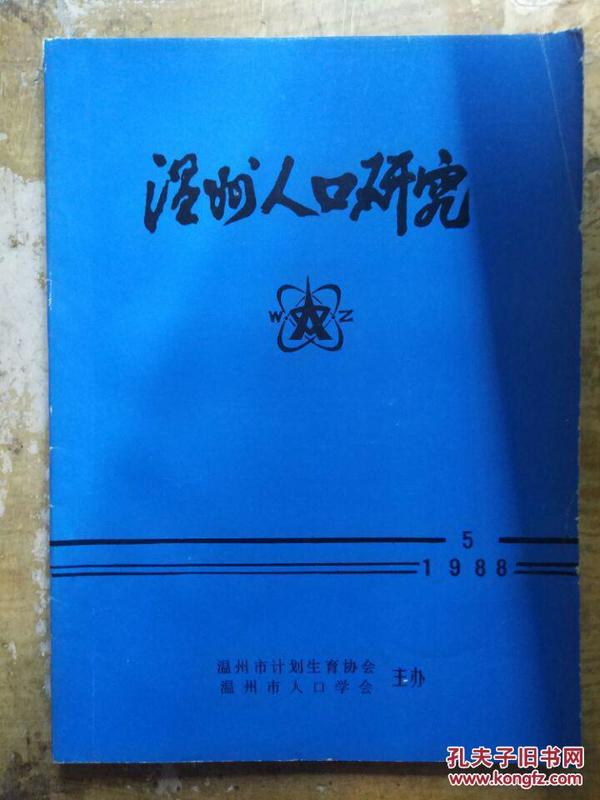 温州人口研究
W Z
5
1988
温州市计划生育协会
温州市人口学会
主办
孔夫子旧书网
www.kongfz.com